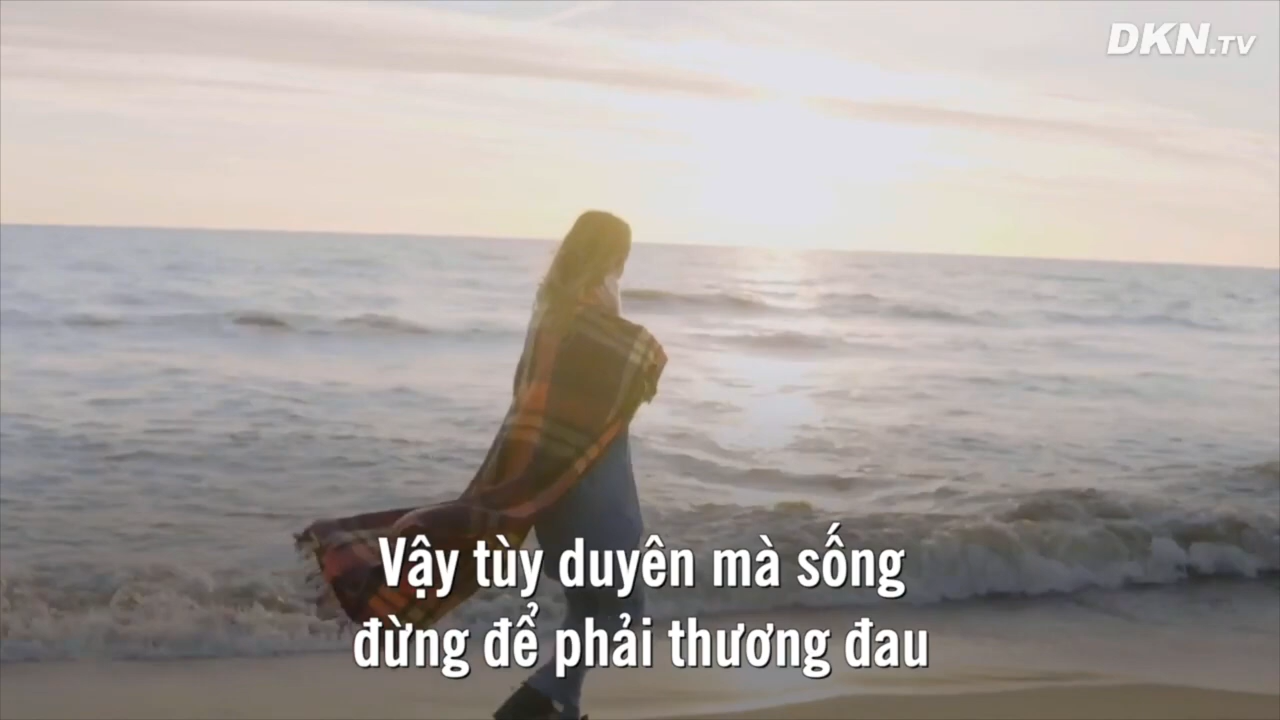 DKN.TV
Vậy tùy duyên mà sống
đừng để phải thương đau